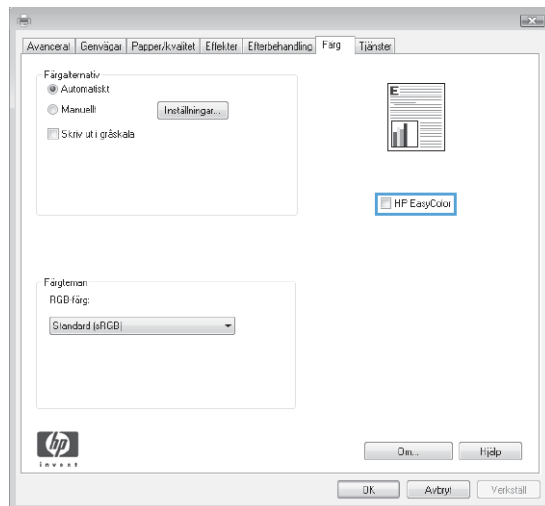 Avancerat Genvägar Papper/kvalitet Effekter Efterbehandling Färg Tjänster
Färgalternativ
Automatiskt
Manuellt Inställningar...
Skriv ut i gråskala
E
HP EasyColor
Färgteman
RGB-färg:
Standard (sRGB)
hp
invent
Om... Hjälp
OK Avbryt Verkställ